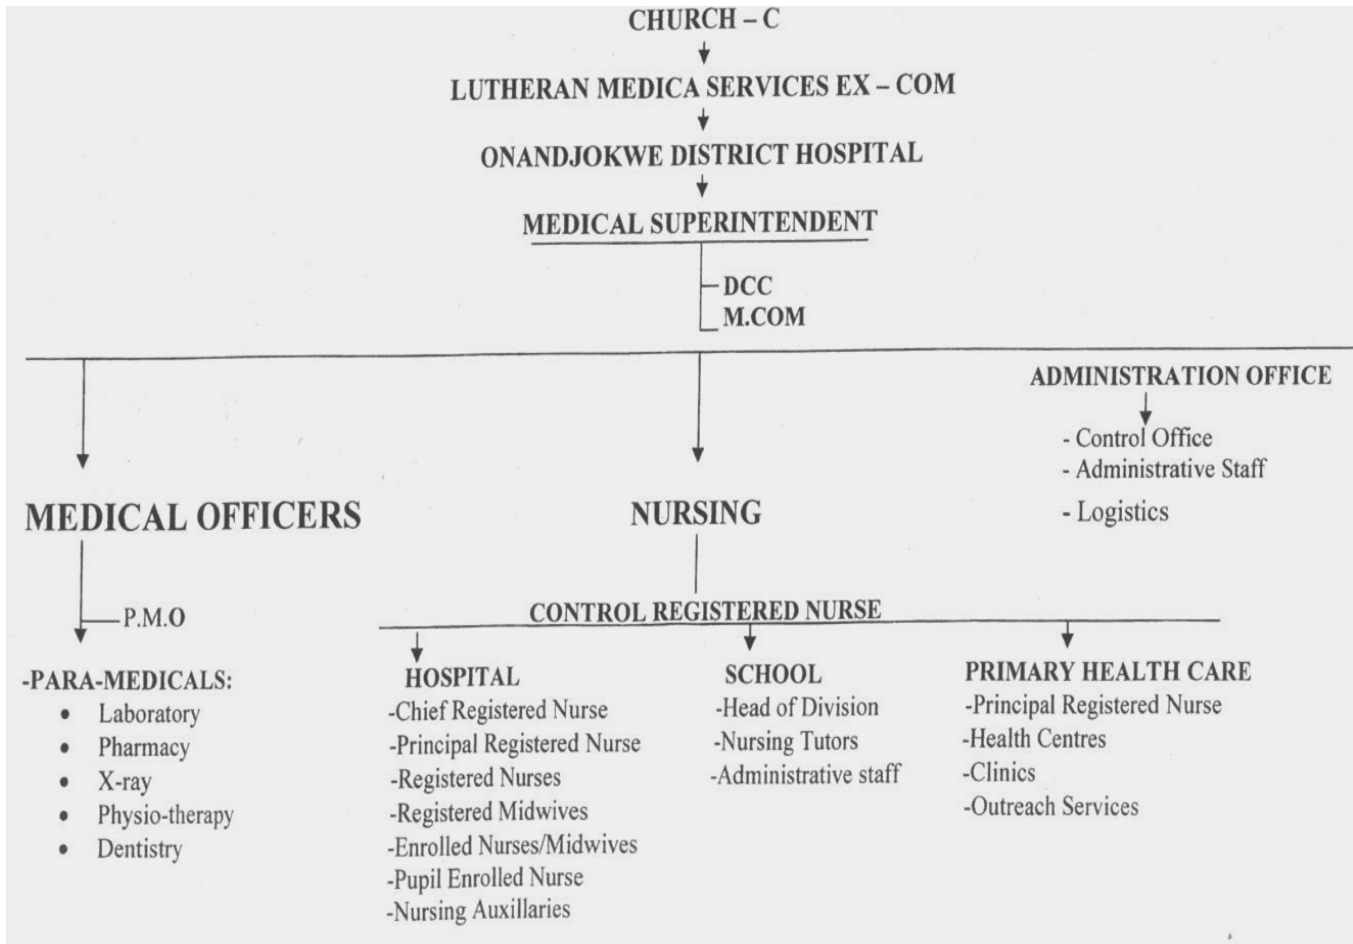 CHURCH – C
LUTHERAN MEDICA SERVICES EX – COM
ONANDJOKWE DISTRICT HOSPITAL
MEDICAL SUPERINTENDENT
DCC
M.COM
ADMINISTRATION OFFICE
- Control Office
- Administrative Staff
- Logistics
MEDICAL OFFICERS
P.M.O
-PARA-MEDICALS:
• Laboratory
• Pharmacy
• X-ray
• Physio-therapy
• Dentistry
NURSING
CONTROL REGISTERED NURSE
HOSPITAL
-Chief Registered Nurse
-Principal Registered Nurse
-Registered Nurses
-Registered Midwives
-Enrolled Nurses/Midwives
-Pupil Enrolled Nurse
-Nursing Auxillaries
SCHOOL
-Head of Division
-Nursing Tutors
-Administrative staff
PRIMARY HEALTH CARE
-Principal Registered Nurse
-Health Centres
-Clinics
-Outreach Services